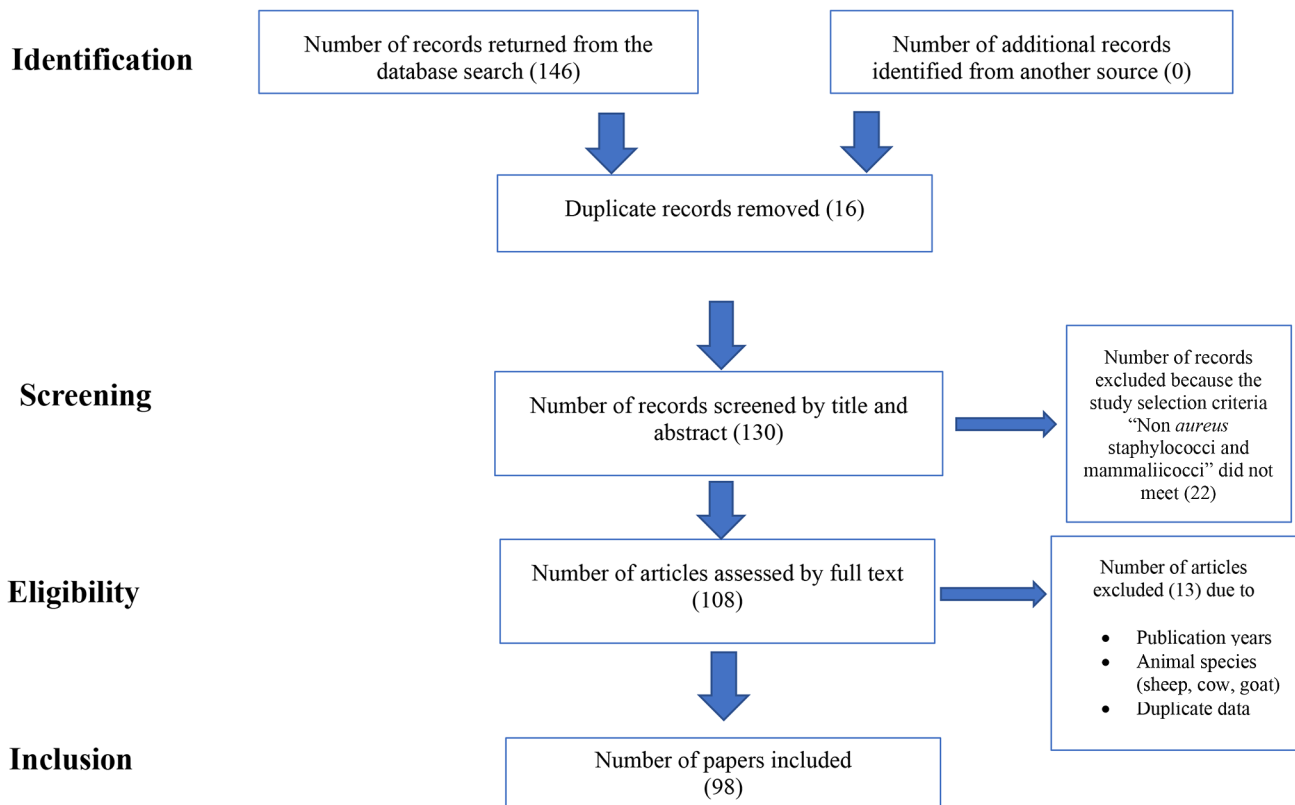 Identification
Number of records returned from the
database search (146)
Number of additional records
identified from another source (0)
Duplicate records removed (16)
Screening
Number of records screened by title and
abstract (130)
Number of records
excluded because the
study selection criteria
“Non aureus
staphylococci and
mammaliicocci” did not
meet (22)
Eligibility
Number of articles assessed by full text
(108)
Number of articles
excluded (13) due to
• Publication years
• Animal species
(sheep, cow, goat)
• Duplicate data
Inclusion
Number of papers included
(98)